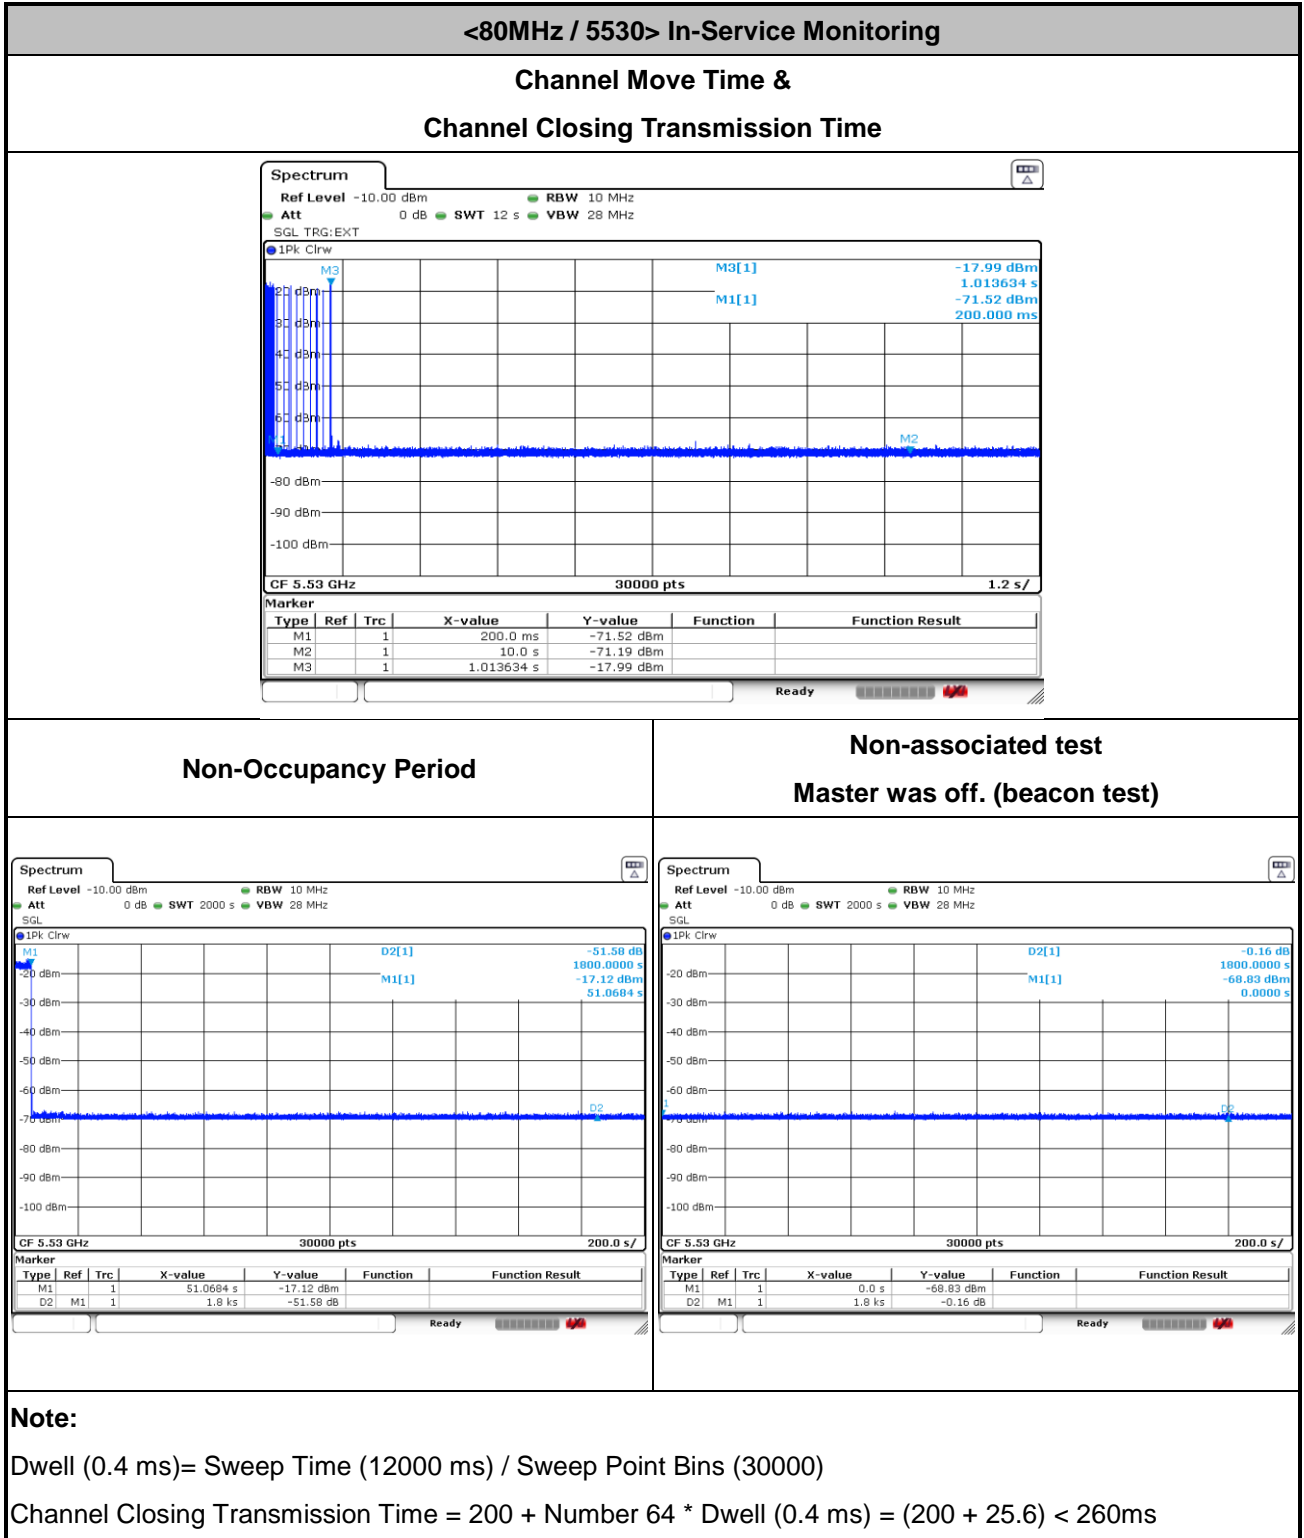 <80MHz / 5530> In-Service Monitoring
Channel Move Time &
Channel Closing Transmission Time
Spectrum
Ref Level -10.00 dBm RBW 10 MHz
Att 0 dB SWT 12 s VBW 28 MHz
SGL TRG:EXT
1Pk Clrw
M3
M3[1] -17.99 dBm
1.013634 s
M1[1] -71.52 dBm
200.000 ms
M1
M2
-80 dBm
-90 dBm
-100 dBm
CF 5.53 GHz 30000 pts 1.2 s/
Marker
Type Ref Trc X-value Y-value Function Function Result
M1 1 200.0 ms -71.52 dBm
M2 1 10.0 s -71.19 dBm
M3 1 1.013634 s -17.99 dBm
Ready
Non-Occupancy Period
Non-associated test
Master was off. (beacon test)
Spectrum
Ref Level -10.00 dBm RBW 10 MHz
Att 0 dB SWT 2000 s VBW 28 MHz
SGL
1Pk Clrw
M1
D2[1] -51.58 dB
1800.0000 s
M1[1] -17.12 dBm
51.0684 s
-20 dBm
-30 dBm
-40 dBm
-50 dBm
-60 dBm
D2
-70 dBm
-80 dBm
-90 dBm
-100 dBm
CF 5.53 GHz 30000 pts 200.0 s/
Marker
Type Ref Trc X-value Y-value Function Function Result
M1 1 51.0684 s -17.12 dBm
D2 M1 1 1.8 ks -51.58 dB
Ready
Spectrum
Ref Level -10.00 dBm RBW 10 MHz
Att 0 dB SWT 2000 s VBW 28 MHz
SGL
1Pk Clrw
D2[1] -0.16 dB
1800.0000 s
M1[1] -68.83 dBm
0.0000 s
-20 dBm
-30 dBm
-40 dBm
-50 dBm
-60 dBm
1
D2
-70 dBm
-80 dBm
-90 dBm
-100 dBm
CF 5.53 GHz 30000 pts 200.0 s/
Marker
Type Ref Trc X-value Y-value Function Function Result
M1 1 0.0 s -68.83 dBm
D2 M1 1 1.8 ks -0.16 dB
Ready
Note:
Dwell (0.4 ms)= Sweep Time (12000 ms) / Sweep Point Bins (30000)
Channel Closing Transmission Time = 200 + Number 64 * Dwell (0.4 ms) = (200 + 25.6) < 260ms